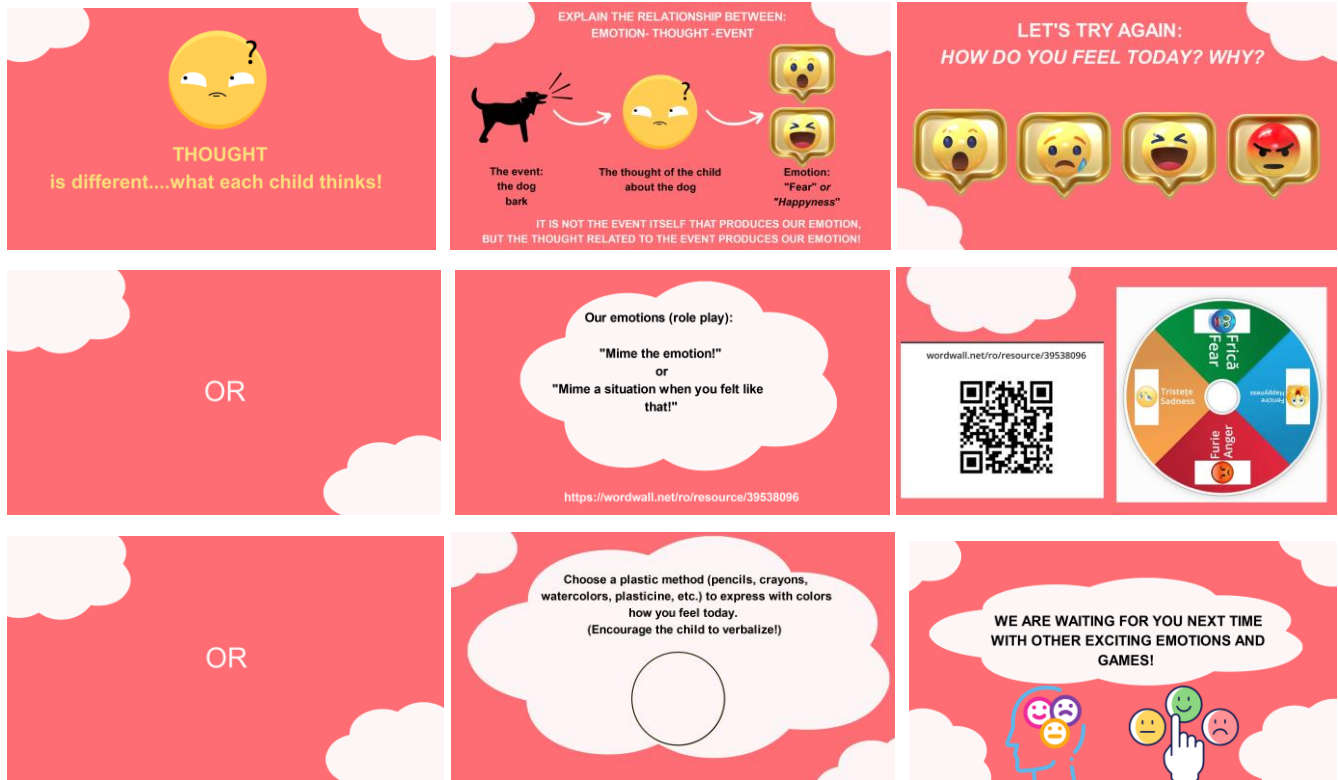 ?
THOUGHT
is different....what each child thinks!
EXPLAIN THE RELATIONSHIP BETWEEN:
EMOTION- THOUGHT -EVENT
?
The event:
the dog
bark
The thought of the child
about the dog
Emotion:
"Fear" or
"Happyness"
IT IS NOT THE EVENT ITSELF THAT PRODUCES OUR EMOTION,
BUT THE THOUGHT RELATED TO THE EVENT PRODUCES OUR EMOTION!
LET'S TRY AGAIN:
HOW DO YOU FEEL TODAY? WHY?
OR
Our emotions (role play):
"Mime the emotion!"
or
"Mime a situation when you felt like
that!"
https://wordwall.net/ro/resource/39538096
wordwall.net/ro/resource/39538096
Frică
Fear
Fericire
Happyness
Furie
Anger
Tristețe
Sadness
OR
Choose a plastic method (pencils, crayons,
watercolors, plasticine, etc.) to express with colors
how you feel today.
(Encourage the child to verbalize!)
WE ARE WAITING FOR YOU NEXT TIME
WITH OTHER EXCITING EMOTIONS AND
GAMES!